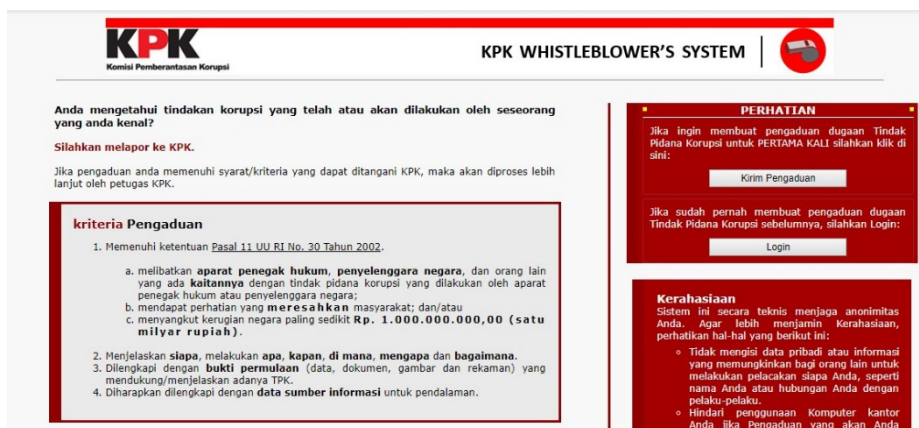 KPK
Komisi Pemberantasan Korupsi
KPK WHISTLEBLOWER'S SYSTEM
Anda mengetahui tindakan korupsi yang telah atau akan dilakukan oleh seseorang
yang anda kenal?
Silahkan melapor ke KPK.
Jika pengaduan anda memenuhi syarat/kriteria yang dapat ditangani KPK, maka akan diproses lebih
lanjut oleh petugas KPK.
kriteria Pengaduan
1. Memenuhi ketentuan Pasal 11 UU RI No. 30 Tahun 2002.
a. melibatkan aparat penegak hukum, penyelenggara negara, dan orang lain
yang ada kaitannya dengan tindak pidana korupsi yang dilakukan oleh aparat
penegak hukum atau penyelenggara negara;
b. mendapat perhatian yang meresahkan masyarakat; dan/atau
c. menyangkut kerugian negara paling sedikit Rp. 1.000.000.000,00 (satu
milyar rupiah).
2. Menjelaskan siapa, melakukan apa, kapan, di mana, mengapa dan bagaimana.
3. Dilengkapi dengan bukti permulaan (data, dokumen, gambar dan rekaman) yang
mendukung/menjelaskan adanya TPK.
4. Diharapkan dilengkapi dengan data sumber informasi untuk pendalaman.
PERHATIAN
Jika ingin membuat pengaduan dugaan Tindak
Pidana Korupsi untuk PERTAMA KALI silahkan klik di
sini:
Kirim Pengaduan
Jika sudah pernah membuat pengaduan dugaan
Tindak Pidana Korupsi sebelumnya, silahkan Login:
Login
Kerahasiaan
Sistem ini secara teknis menjaga anonimitas
Anda. Agar lebih menjamin Kerahasiaan,
perhatikan hal-hal yang berikut ini:
Tidak mengisi data pribadi atau informasi
yang memungkinkan bagi orang lain untuk
melakukan pelacakan siapa Anda, seperti
nama Anda atau hubungan Anda dengan
pelaku-pelaku.
Hindari penggunaan Komputer kantor
Anda jika Pengaduan yang akan Anda